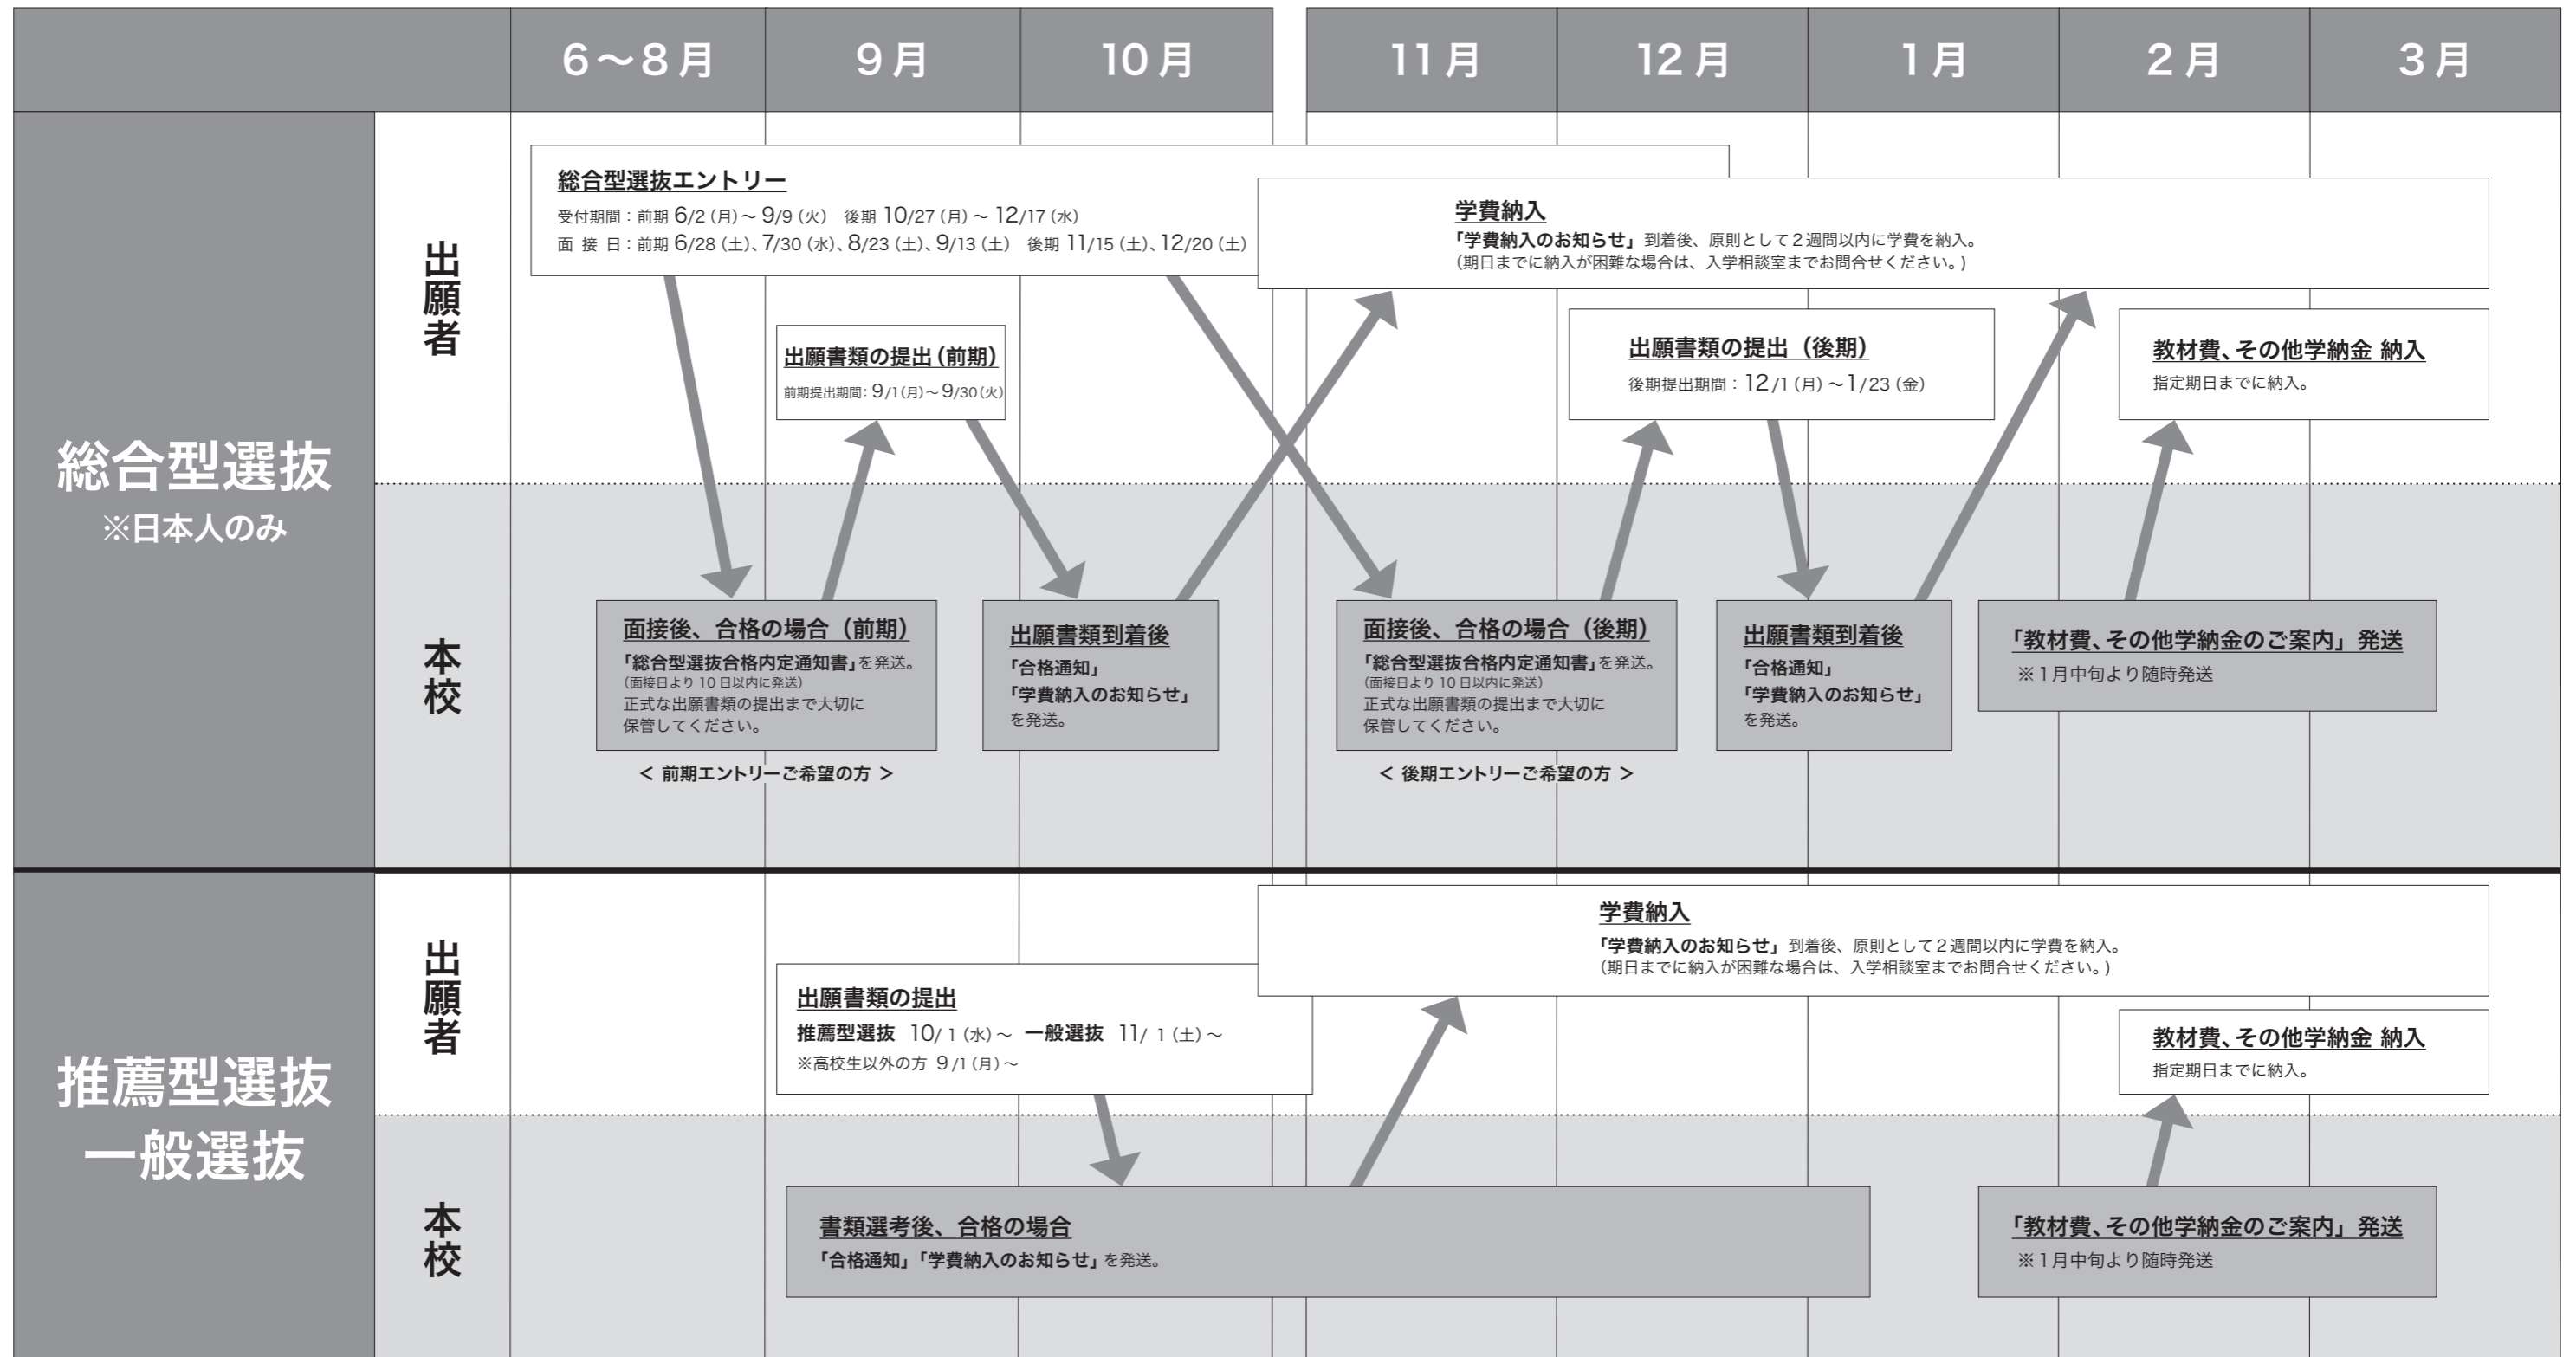 6～8月 9月 10月 11月 12月 1月 2月 3月
総合型選抜
※日本人のみ
出願者
総合型選抜エントリー
受付期間：前期 6/2（月）～ 9/9（火） 後期 10/27（月）～ 12/17（水）
面 接 日：前期 6/28（土）、7/30（水）、8/23（土）、9/13（土） 後期 11/15（土）、12/20（土）
学費納入
「学費納入のお知らせ」到着後、原則として２週間以内に学費を納入。
（期日までに納入が困難な場合は、入学相談室までお問合せください。)
出願書類の提出（前期）
前期提出期間：9/1（月）～ 9/30（火）
出願書類の提出（後期）
後期提出期間：12/1（月）～1/23（金）
教材費、その他学納金 納入
指定期日までに納入。
本校
面接後、合格の場合（前期）
「総合型選抜合格内定通知書」を発送。
（面接日より 10 日以内に発送）
正式な出願書類の提出まで大切に
保管してください。
＜ 前期エントリーご希望の方 ＞
出願書類到着後
「合格通知」
「学費納入のお知らせ」
を発送。
面接後、合格の場合（後期）
「総合型選抜合格内定通知書」を発送。
（面接日より 10 日以内に発送）
正式な出願書類の提出まで大切に
保管してください。
＜ 後期エントリーご希望の方 ＞
出願書類到着後
「合格通知」
「学費納入のお知らせ」
を発送。
「教材費、その他学納金のご案内」発送
※１月中旬より随時発送
推薦型選抜
一般選抜
出願者
学費納入
「学費納入のお知らせ」到着後、原則として２週間以内に学費を納入。
（期日までに納入が困難な場合は、入学相談室までお問合せください。)
出願書類の提出
推薦型選抜 10/ 1（水）～ 一般選抜 11/ 1（土）～
※高校生以外の方 9/1（月）～
教材費、その他学納金 納入
指定期日までに納入。
本校
書類選考後、合格の場合
「合格通知」「学費納入のお知らせ」を発送。
「教材費、その他学納金のご案内」発送
※１月中旬より随時発送